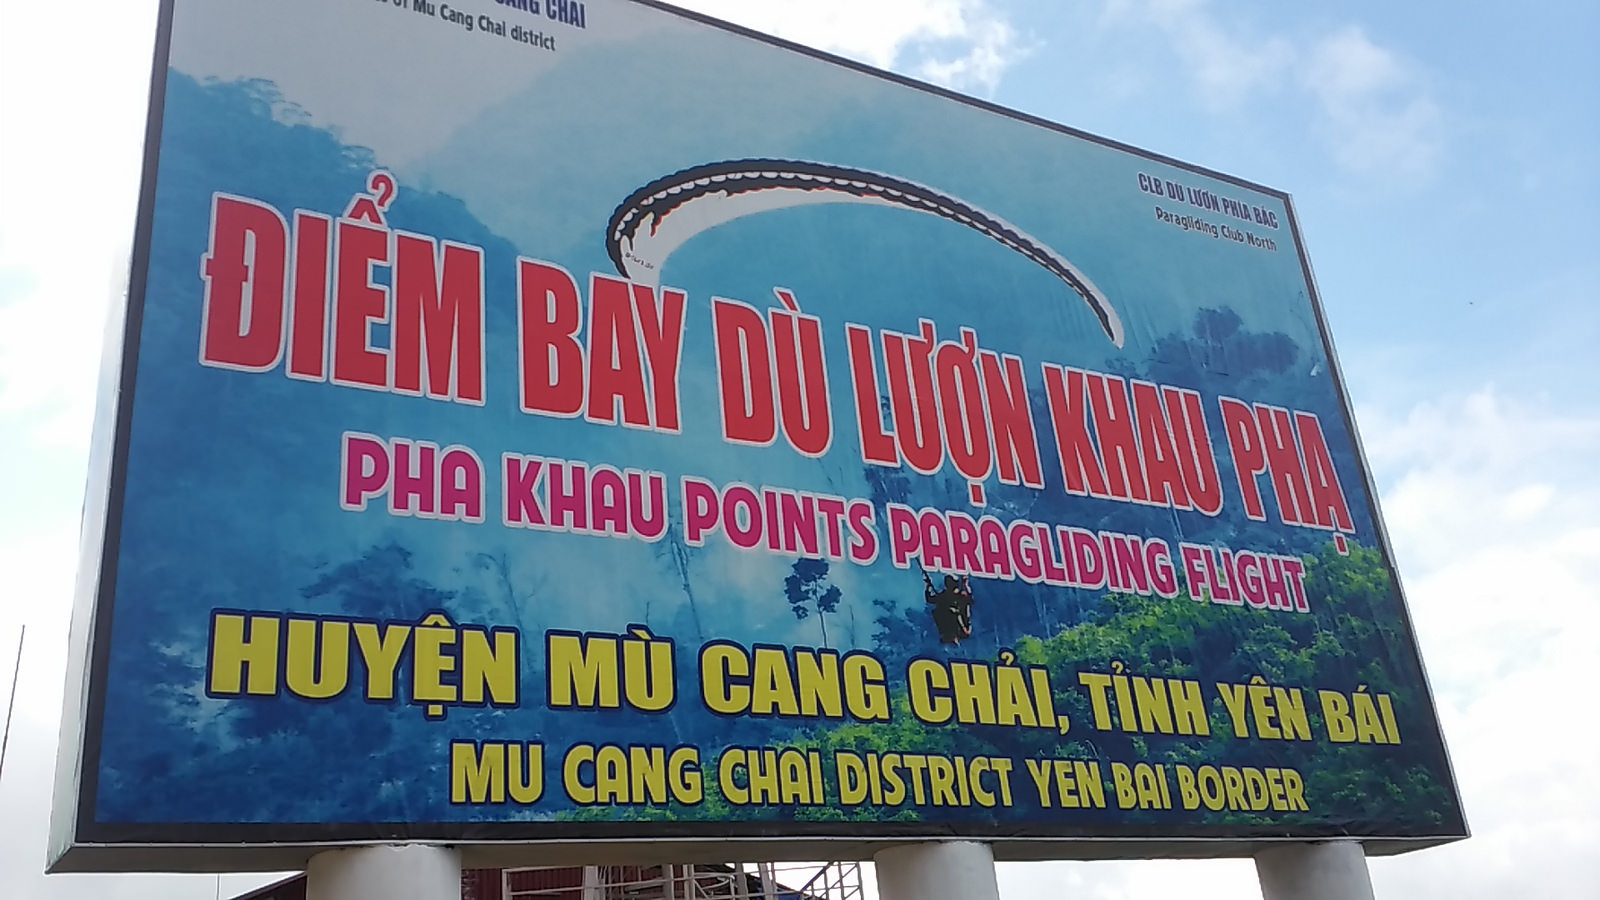 CANG CHẢI
of Mu Cang Chai district
CLB DÙ LƯỢN PHÍA BẮC
Paragliding Club North
ĐIỂM BAY DÙ LƯỢN KHAU PHẠ
PHA KHAU POINTS PARAGLIDING FLIGHT
HUYỆN MÙ CANG CHẢI, TỈNH YÊN BÁI
MU CANG CHAI DISTRICT YEN BAI BORDER